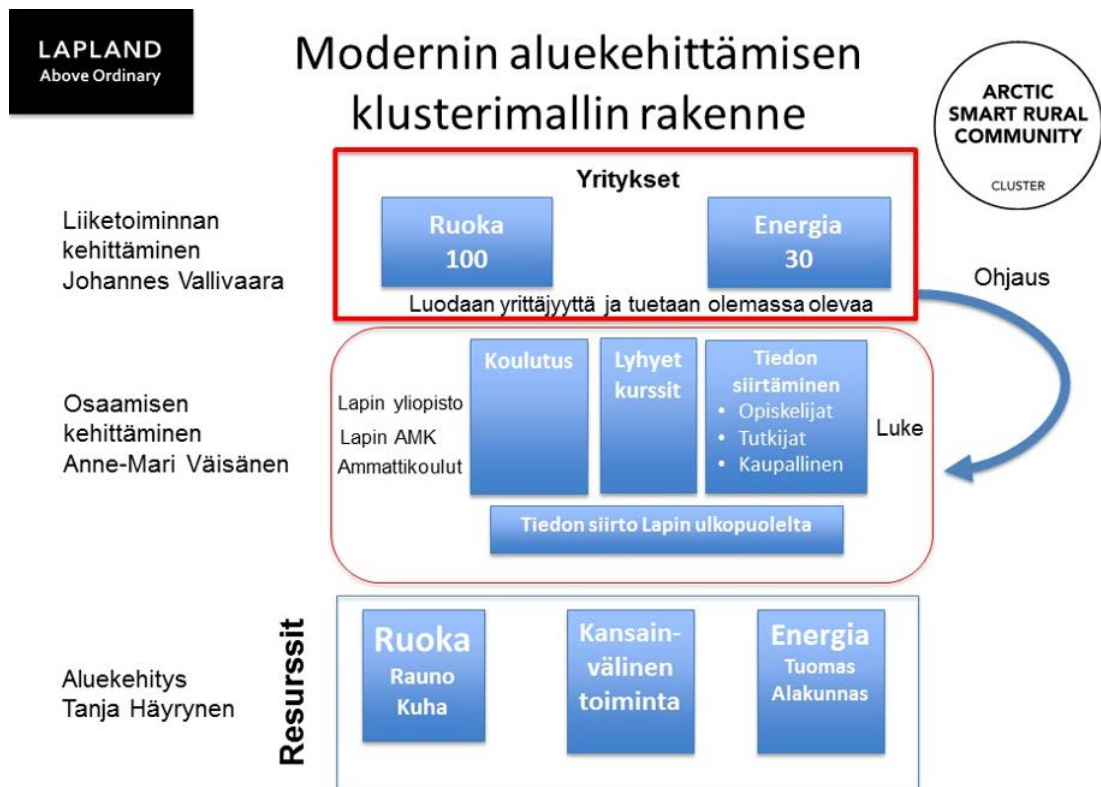 LAPLAND
Above Ordinary
Modernin aluekehittämisen
klusterimallin rakenne
ARCTIC
SMART RURAL
COMMUNITY
CLUSTER
Liiketoiminnan
kehittäminen
Johannes Vallivaara
Yritykset
Ruoka
100
Energia
30
Luodaan yrittäjyyttä ja tuetaan olemassa olevaa
Ohjaus
Osaamisen
kehittäminen
Anne-Mari Väisänen
Lapin yliopisto
Lapin AMK
Ammattikoulut
Koulutus
Lyhyet
kurssit
Tiedon
siirtäminen
• Opiskelijat
• Tutkijat
• Kaupallinen
Luke
Tiedon siirto Lapin ulkopuolelta
Aluekehitys
Tanja Häyrynen
Resurssit
Ruoka
Rauno
Kuha
Kansain-
välinen
toiminta
Energia
Tuomas
Alakunnas